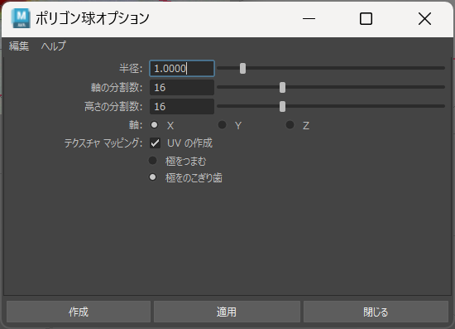 M
ポリゴン球オプション
編集 ヘルプ
半径: 1.0000
軸の分割数: 16
高さの分割数: 16
軸: X Y Z
テクスチャ マッピング: UV の作成
極をつまむ
極をのこぎり歯
作成 適用 閉じる